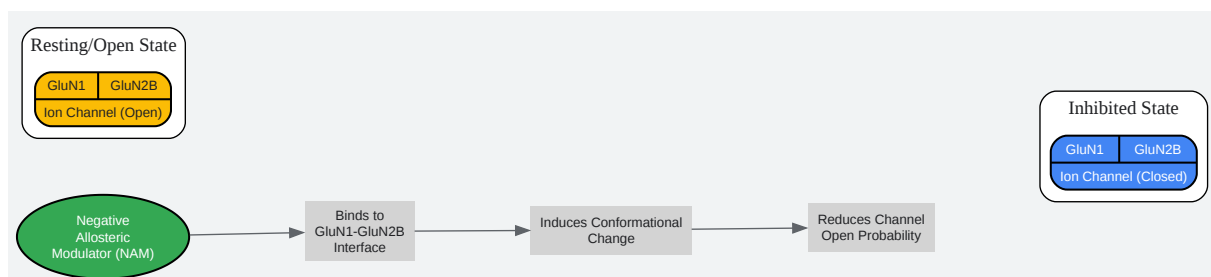 Resting/Open State
GluN1 GluN2B
Ion Channel (Open)
Inhibited State
GluN1 GluN2B
Ion Channel (Closed)
Negative
Allosteric
Modulator (NAM)
Binds to
GluN1-GluN2B
Interface
Induces Conformational
Change
Reduces Channel
Open Probability